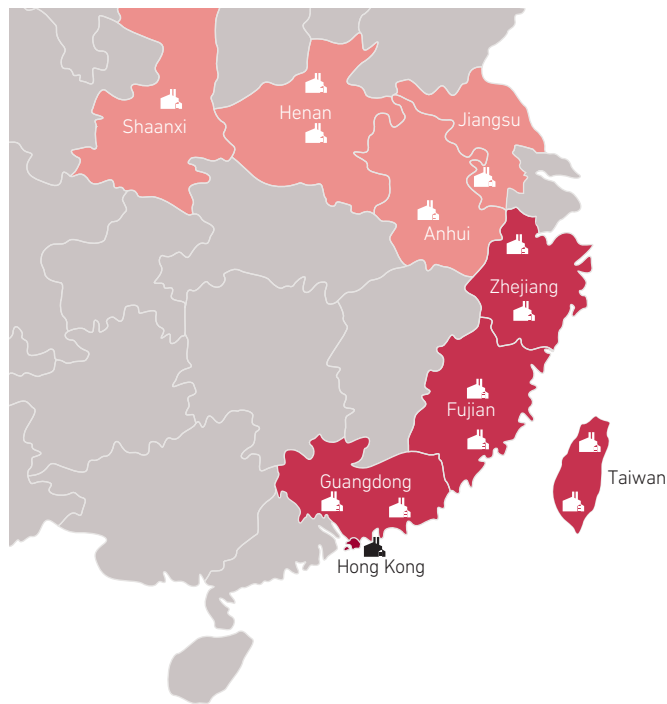 Henan
Jiangsu
Shaanxi
Anhui
Zhejiang
Fujian
Taiwan
Guangdong
Hong Kong